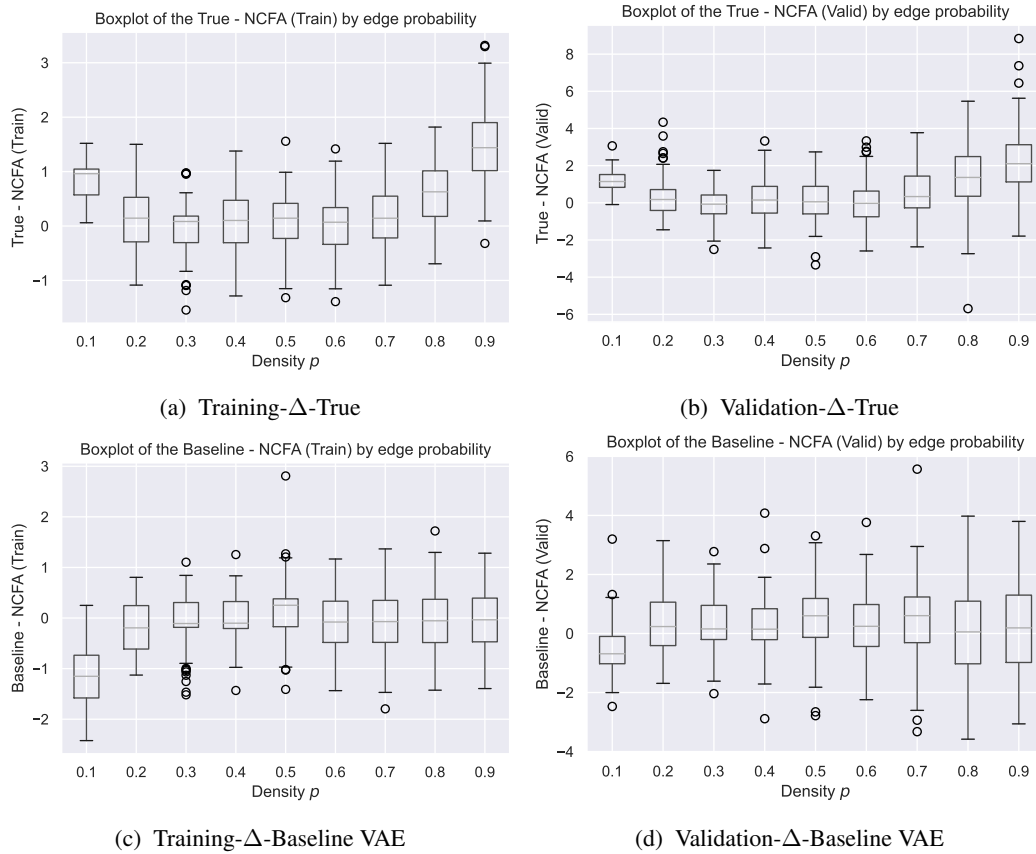 Boxplot of the True - NCFA (Train) by edge probability
True - NCFA (Train)
3
2
1
0
−1
0.1 0.2 0.3 0.4 0.5 0.6 0.7 0.8 0.9
Density p
(a) Training-Δ-True
Boxplot of the True - NCFA (Valid) by edge probability
True - NCFA (Valid)
8
6
4
2
0
−2
−4
−6
0.1 0.2 0.3 0.4 0.5 0.6 0.7 0.8 0.9
Density p
(b) Validation-Δ-True
Boxplot of the Baseline - NCFA (Train) by edge probability
Baseline - NCFA (Train)
3
2
1
0
−1
−2
0.1 0.2 0.3 0.4 0.5 0.6 0.7 0.8 0.9
Density p
(c) Training-Δ-Baseline VAE
Boxplot of the Baseline - NCFA (Valid) by edge probability
Baseline - NCFA (Valid)
6
4
2
0
−2
−4
0.1 0.2 0.3 0.4 0.5 0.6 0.7 0.8 0.9
Density p
(d) Validation-Δ-Baseline VAE